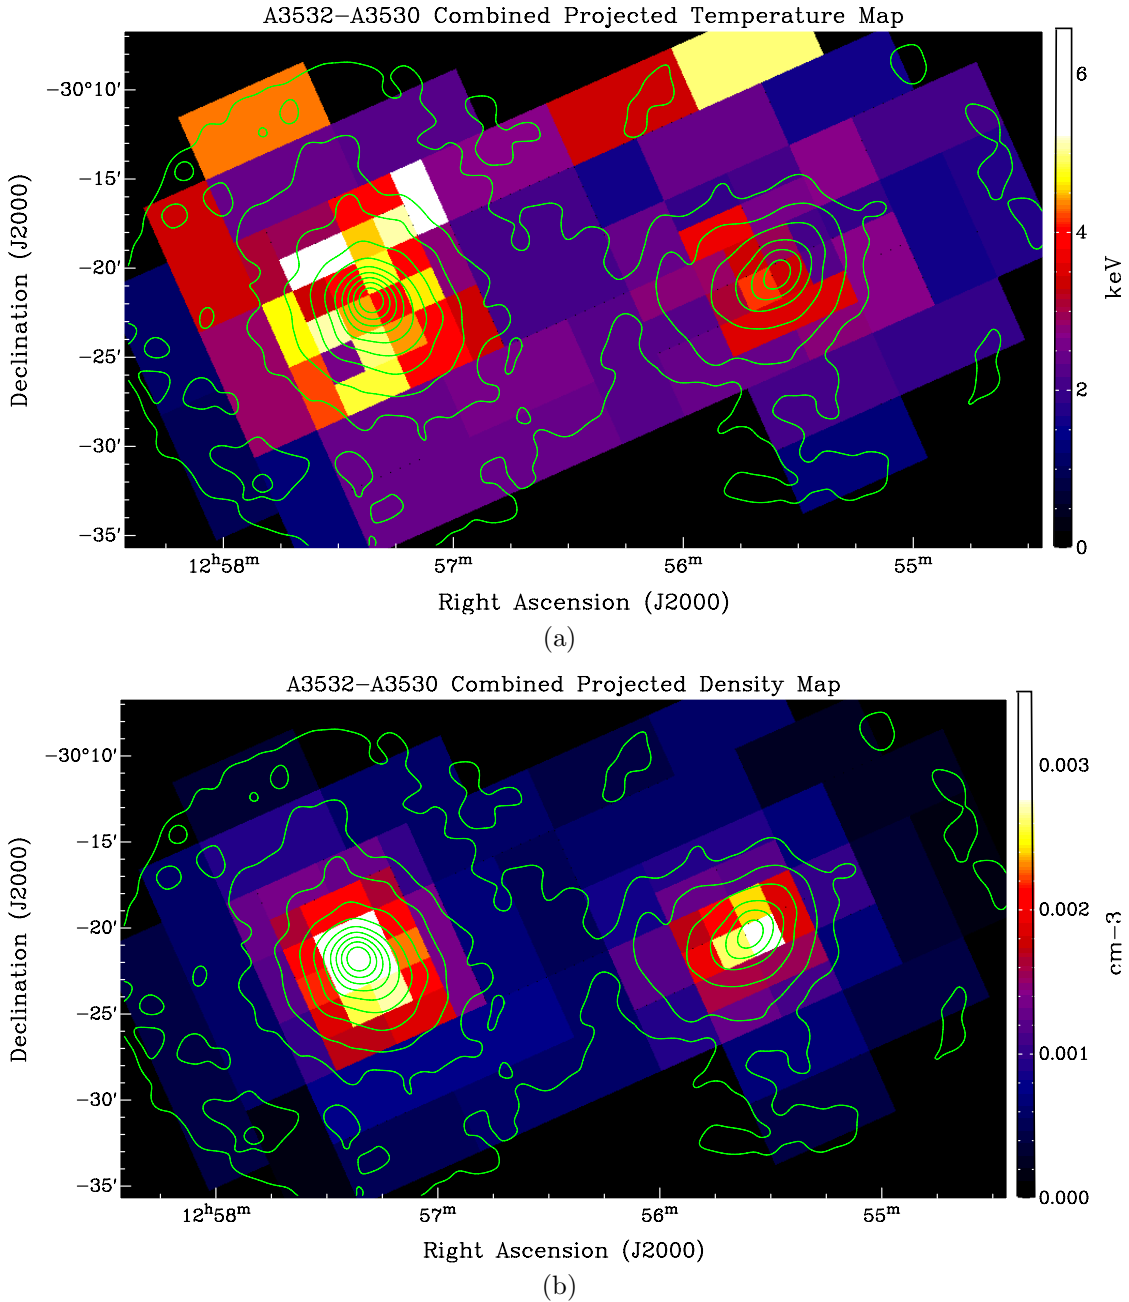 A3532−A3530 Combined Projected Temperature Map
−30°10′
−15′
−20′
−25′
−30′
−35′
Declination (J2000)
12ʰ58ᵐ 57ᵐ 56ᵐ 55ᵐ
Right Ascension (J2000)
6
4
2
0
keV
(a)
A3532−A3530 Combined Projected Density Map
−30°10′
−15′
−20′
−25′
−30′
−35′
Declination (J2000)
12ʰ58ᵐ 57ᵐ 56ᵐ 55ᵐ
Right Ascension (J2000)
0.003
0.002
0.001
0.000
cm−3
(b)